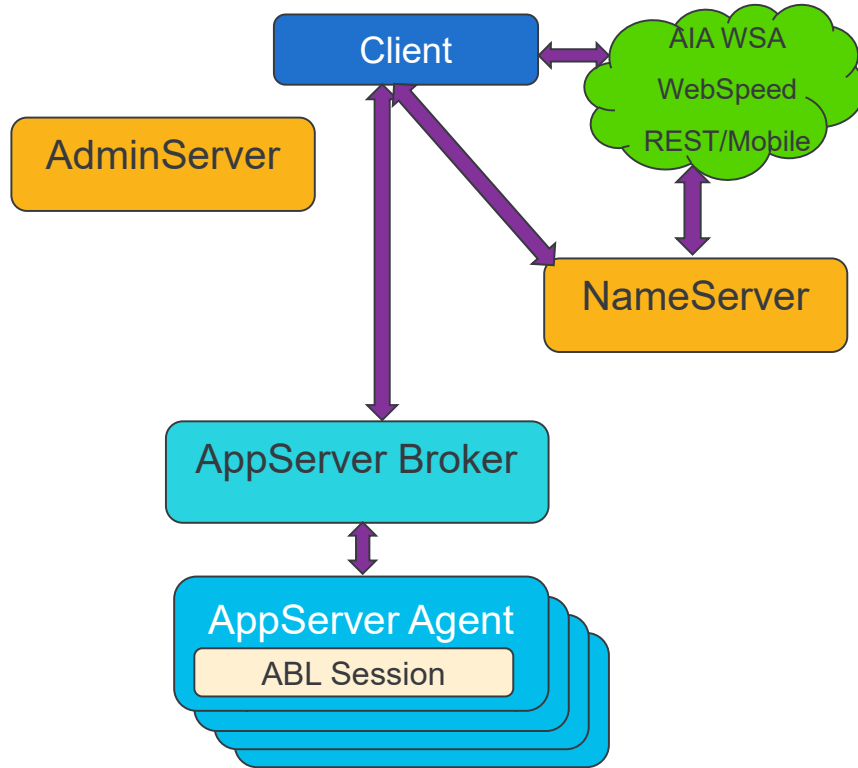 Client
AIA WSA
WebSpeed
REST/Mobile
AdminServer
NameServer
AppServer Broker
AppServer Agent
ABL Session